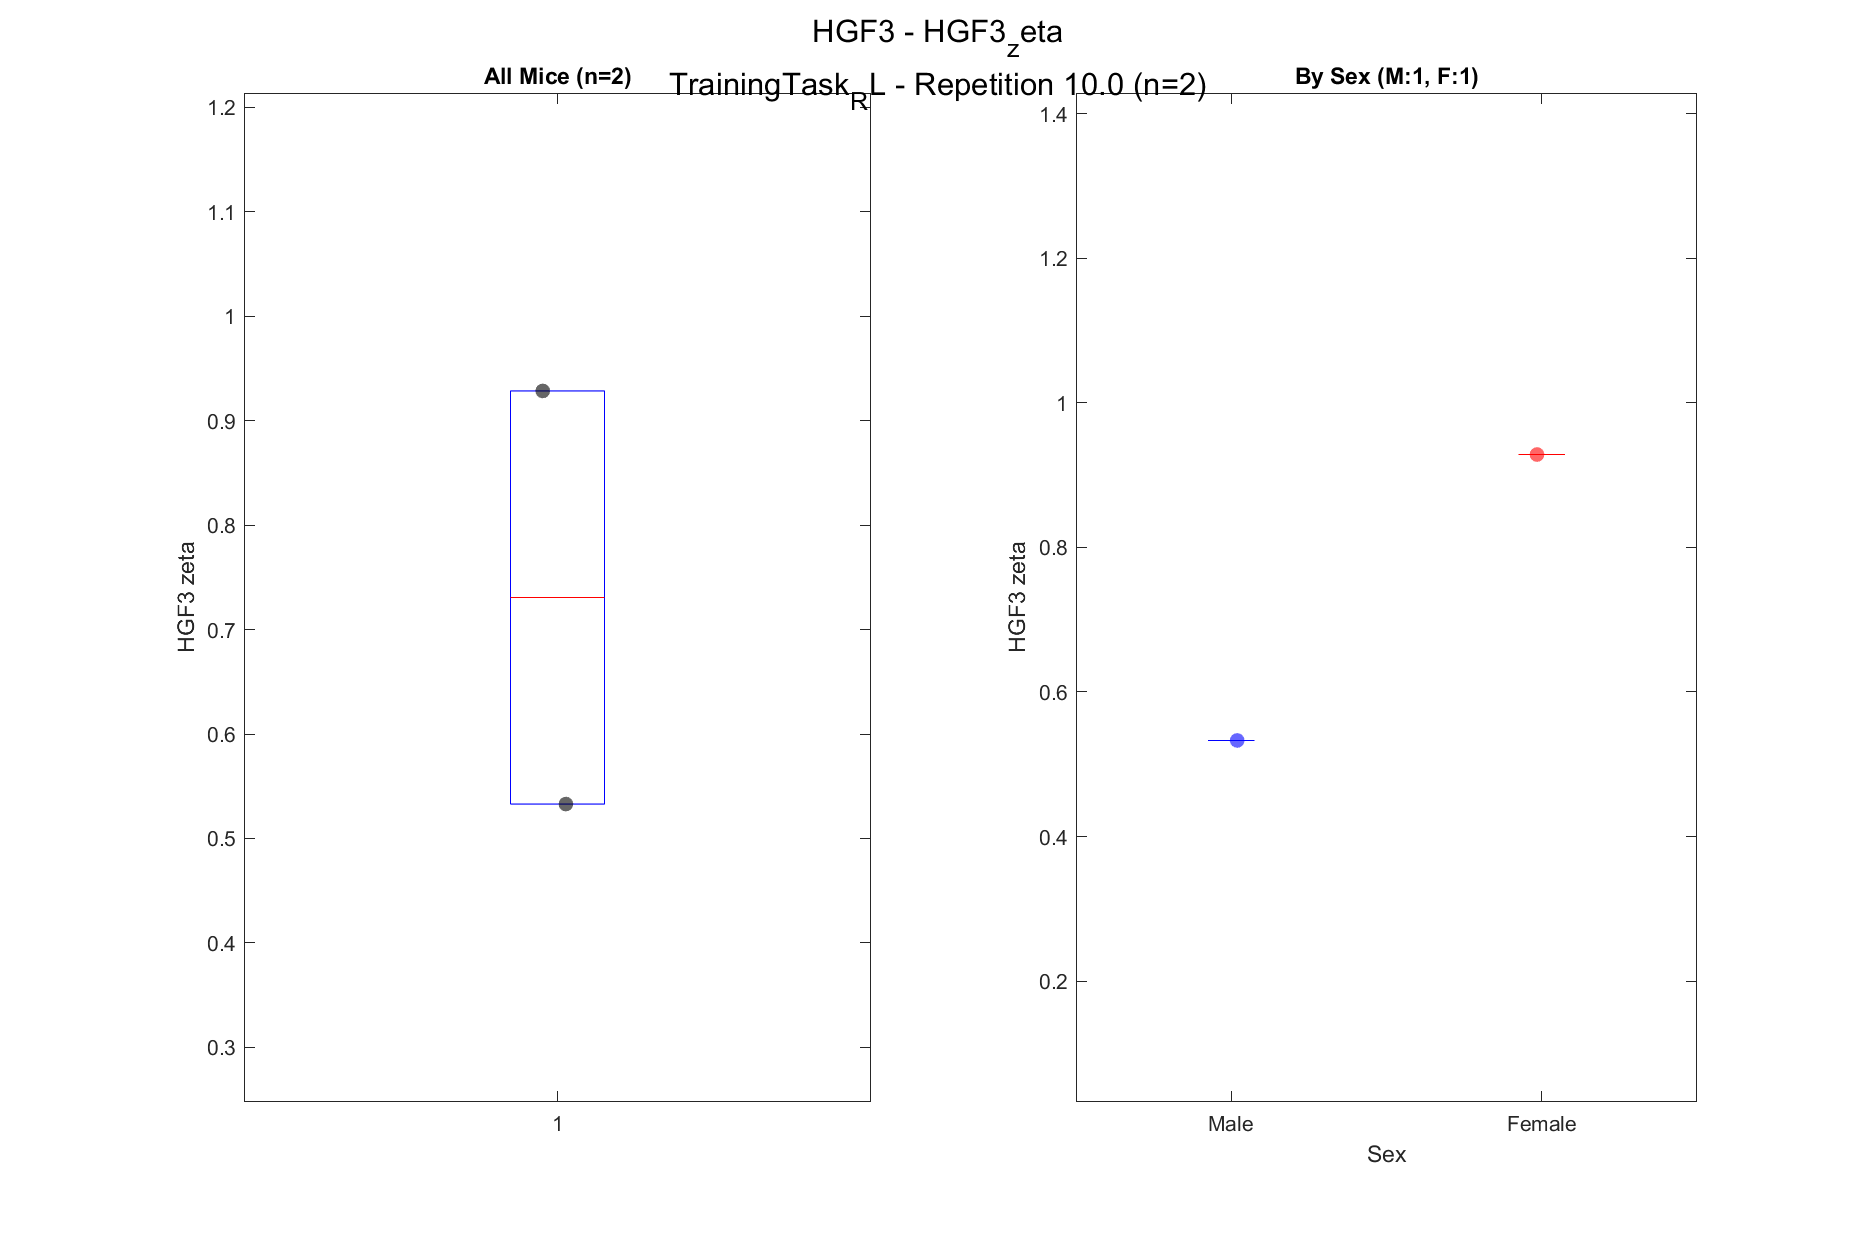 HGF3 - HGF3zeta
TrainingTaskRL - Repetition 10.0 (n=2)
All Mice (n=2)
1.2
1.1
1
0.9
0.8
0.7
0.6
0.5
0.4
0.3
HGF3 zeta
1
By Sex (M:1, F:1)
1.4
1.2
1
0.8
0.6
0.4
0.2
HGF3 zeta
Male Female
Sex